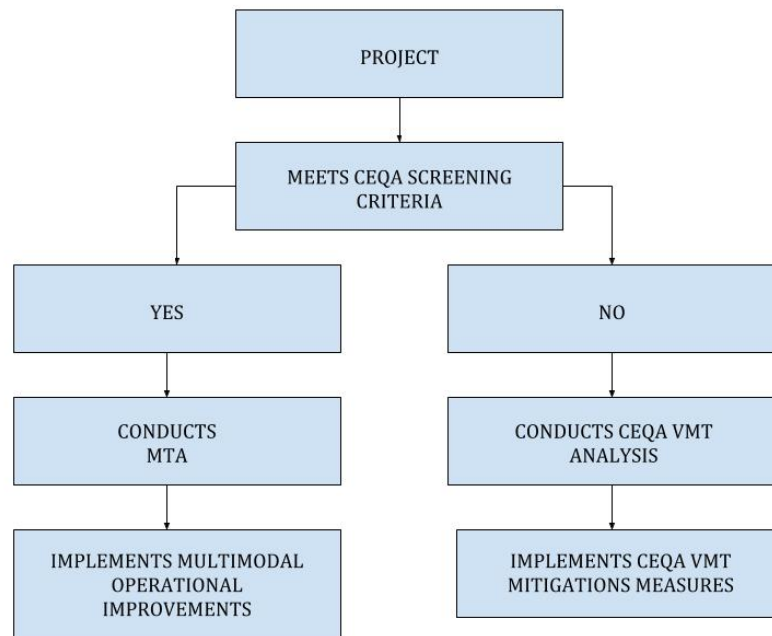 PROJECT
MEETS CEQA SCREENING
CRITERIA
YES
NO
CONDUCTS
MTA
CONDUCTS CEQA VMT
ANALYSIS
IMPLEMENTS MULTIMODAL
OPERATIONAL
IMPROVEMENTS
IMPLEMENTS CEQA VMT
MITIGATIONS MEASURES